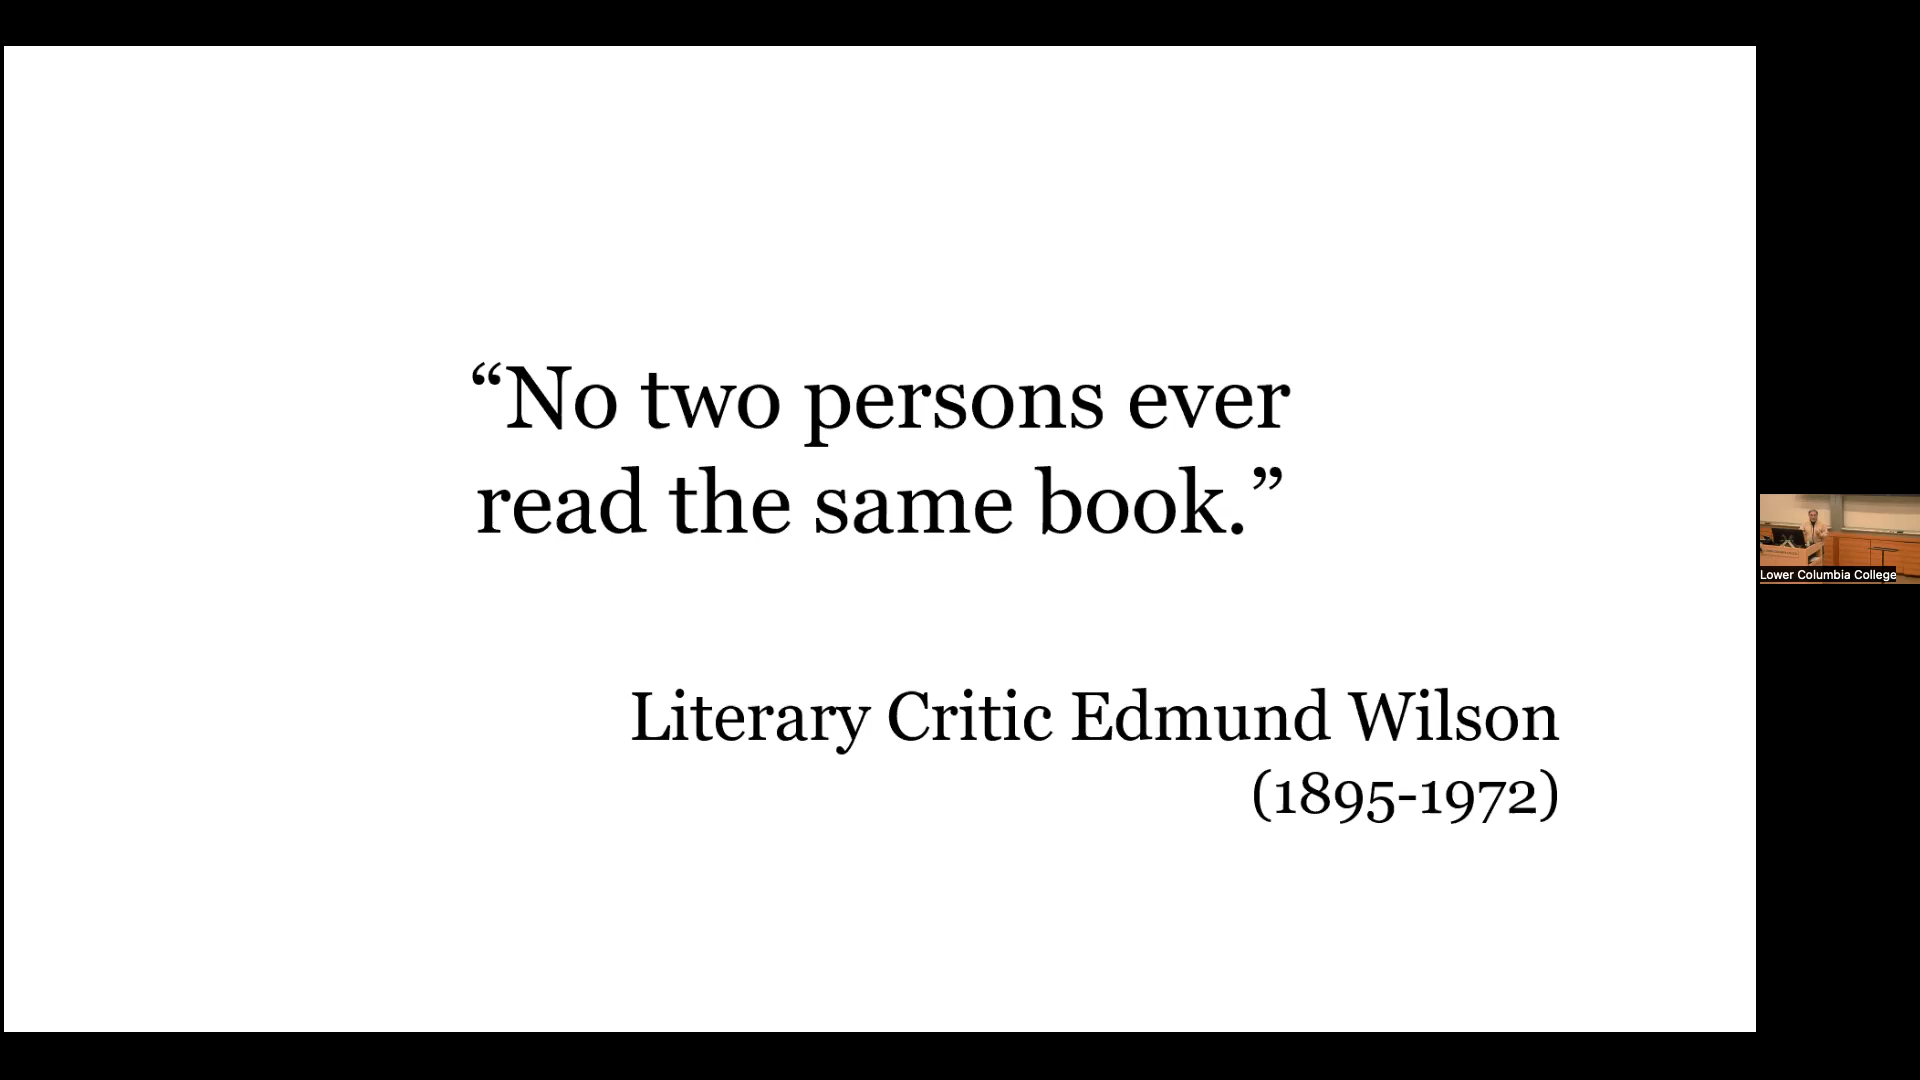 “No two persons ever
read the same book.”
Literary Critic Edmund Wilson
(1895-1972)
Lower Columbia College